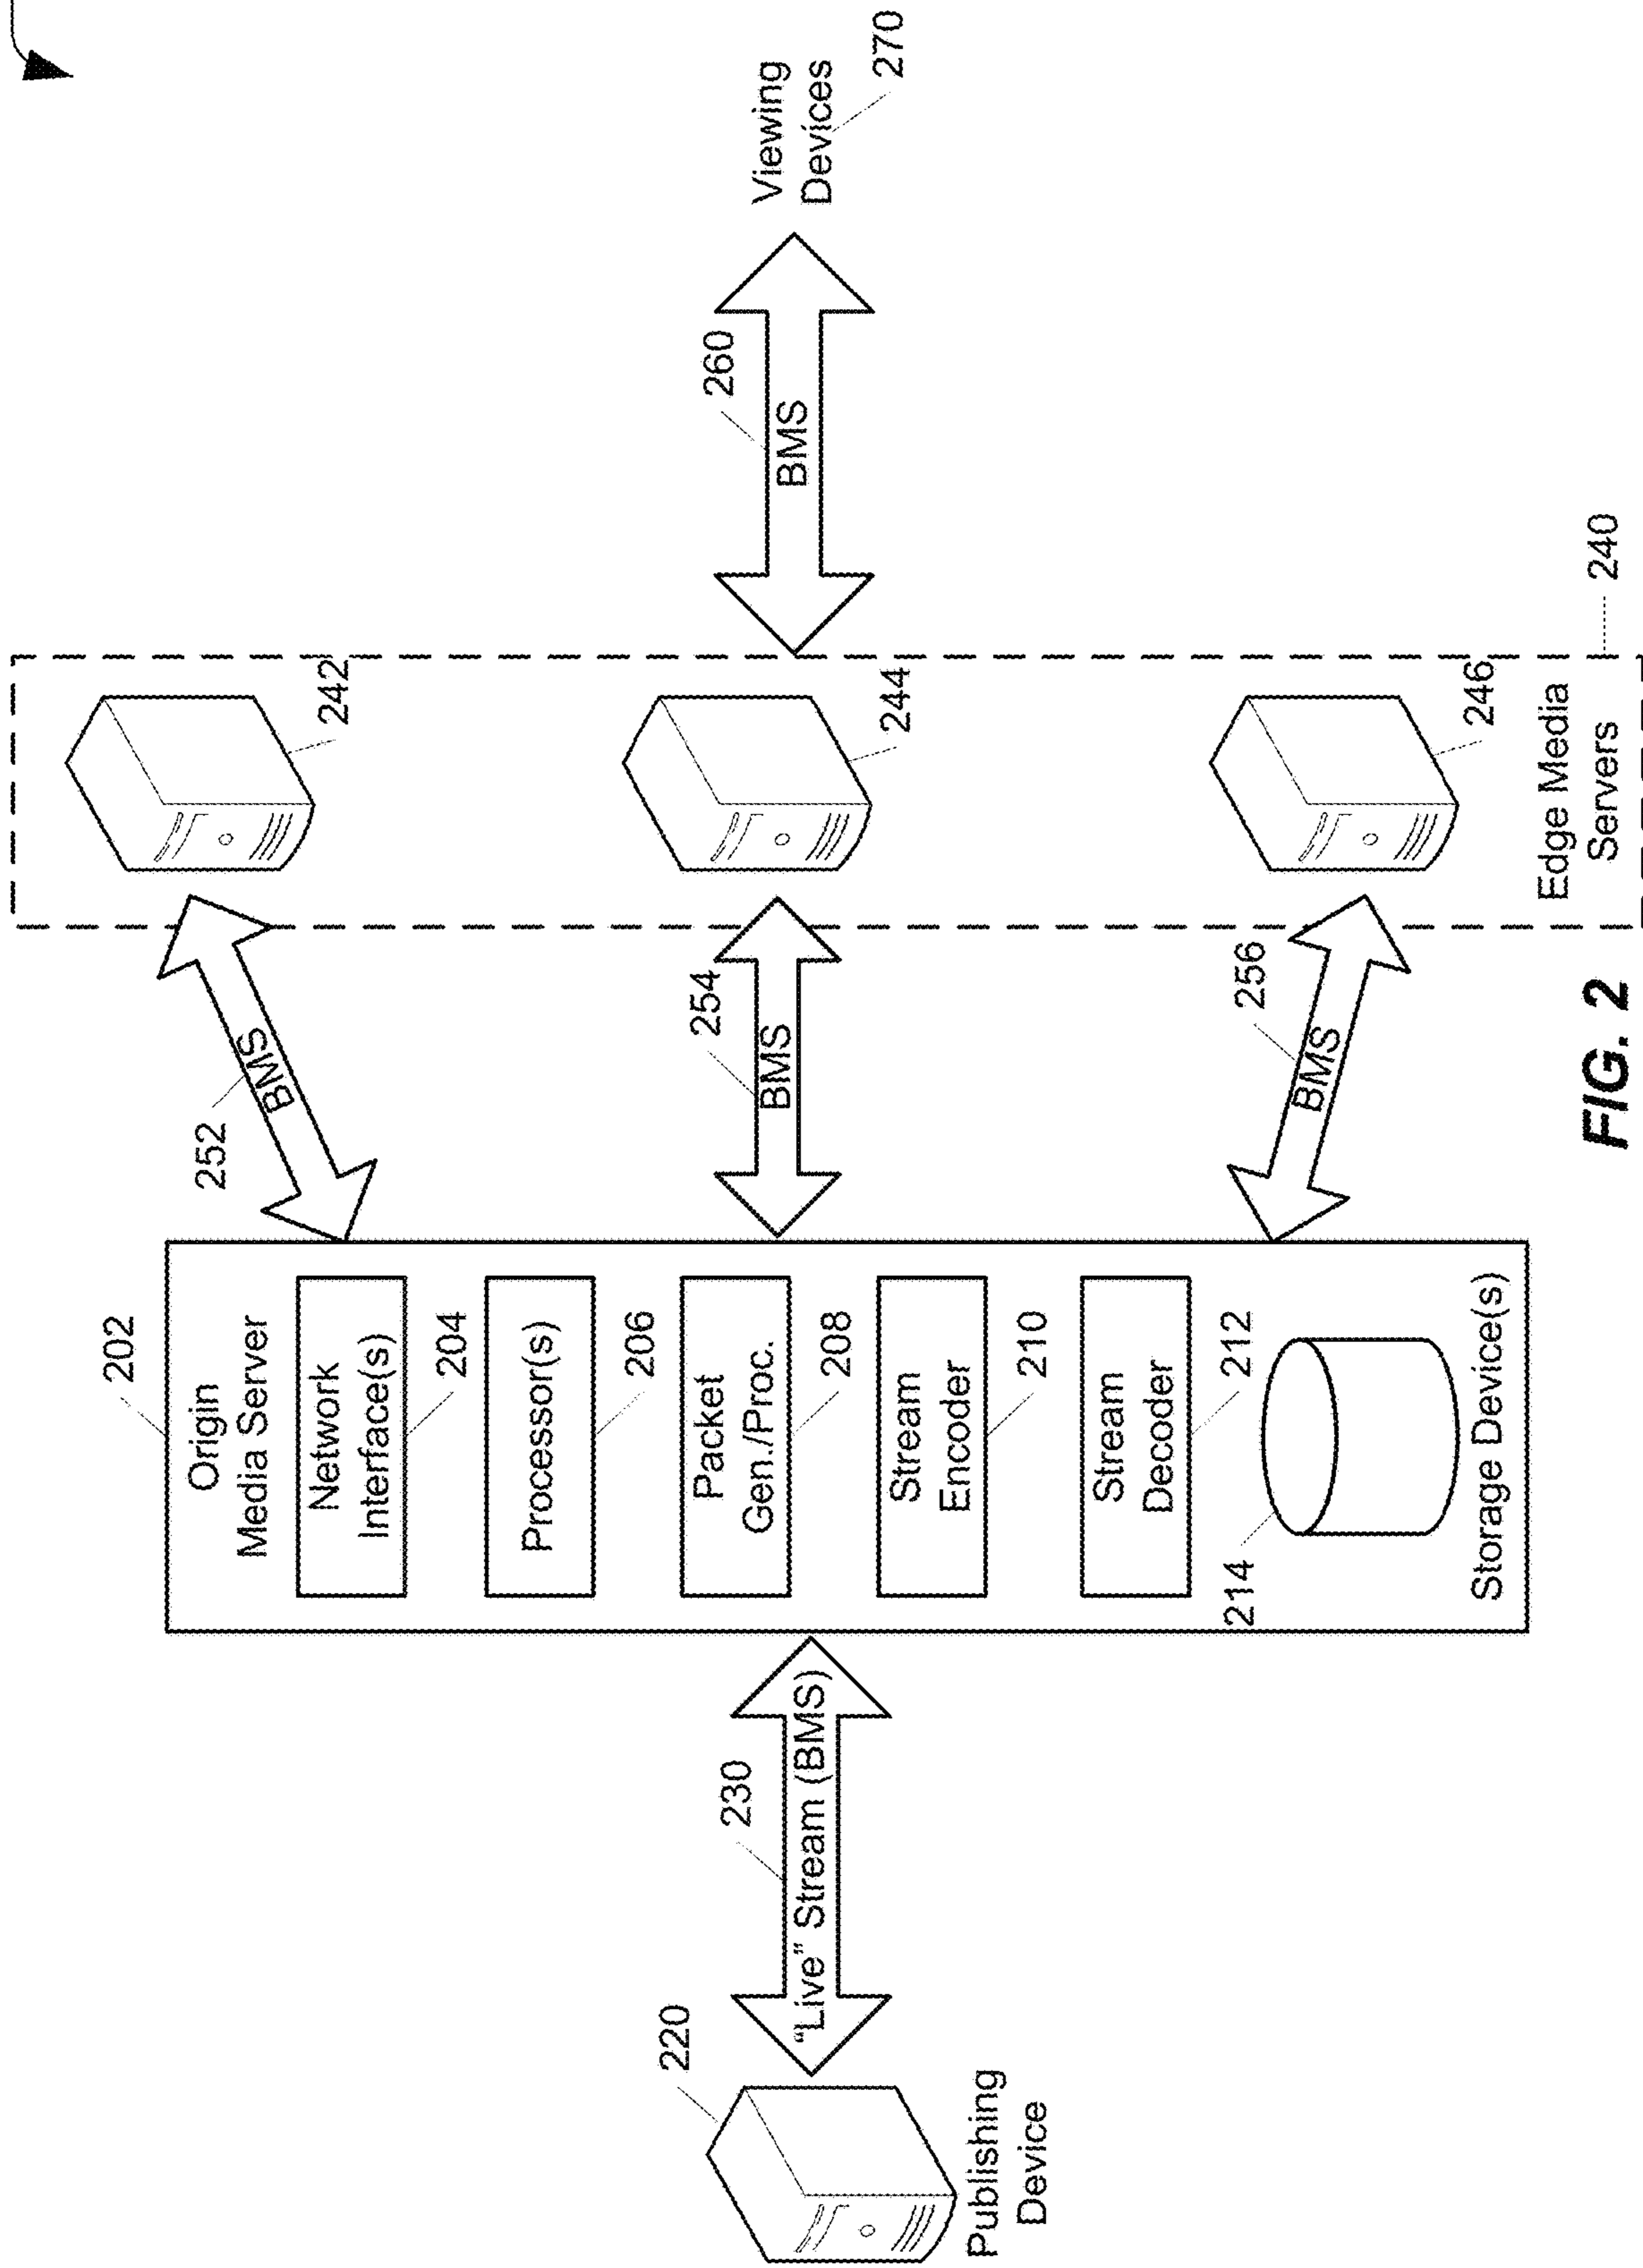 220
Publishing
Device
230
“Live” Stream (BMS)
202
Origin
Media Server
Network
Interface(s)
204
Processor(s)
206
Packet
Gen./Proc.
208
Stream
Encoder
210
Stream
Decoder
212
214
Storage Device(s)
252
BMS
254
BMS
256
BMS
242
244
246
Edge Media
Servers
240
260
BMS
Viewing
Devices
270
FIG. 2